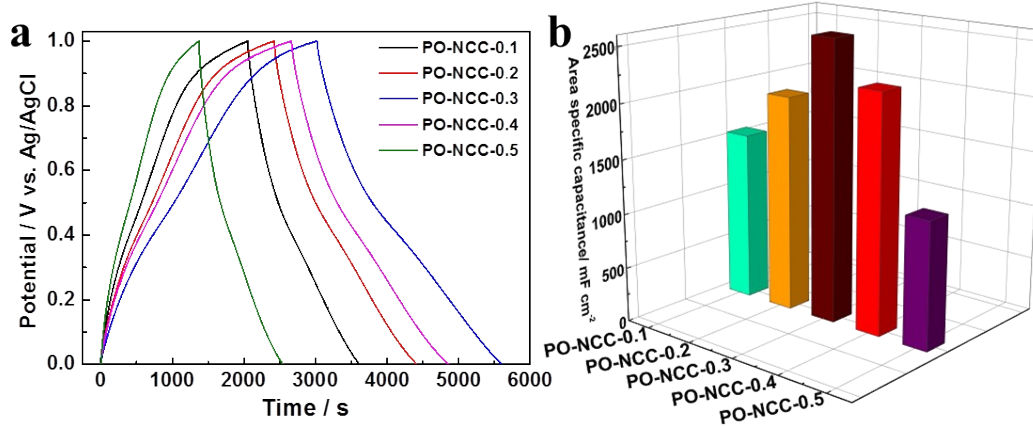 a
Potential / V vs. Ag/AgCl
1.0
0.8
0.6
0.4
0.2
0.0
PO-NCC-0.1
PO-NCC-0.2
PO-NCC-0.3
PO-NCC-0.4
PO-NCC-0.5
0 1000 2000 3000 4000 5000 6000
Time / s
b
Area specific capacitance/ mF cm-2
2500
2000
1500
1000
500
0
PO-NCC-0.1
PO-NCC-0.2
PO-NCC-0.3
PO-NCC-0.4
PO-NCC-0.5